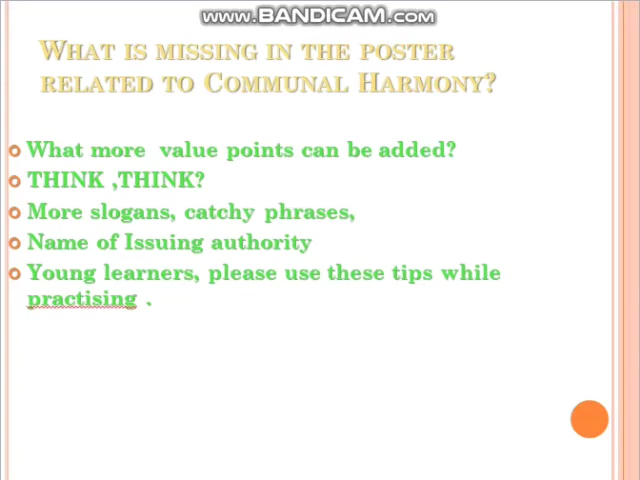 www.BANDICAM.com
WHAT IS MISSING IN THE POSTER
RELATED TO COMMUNAL HARMONY?
What more value points can be added?
THINK ,THINK?
More slogans, catchy phrases,
Name of Issuing authority
Young learners, please use these tips while
practising .